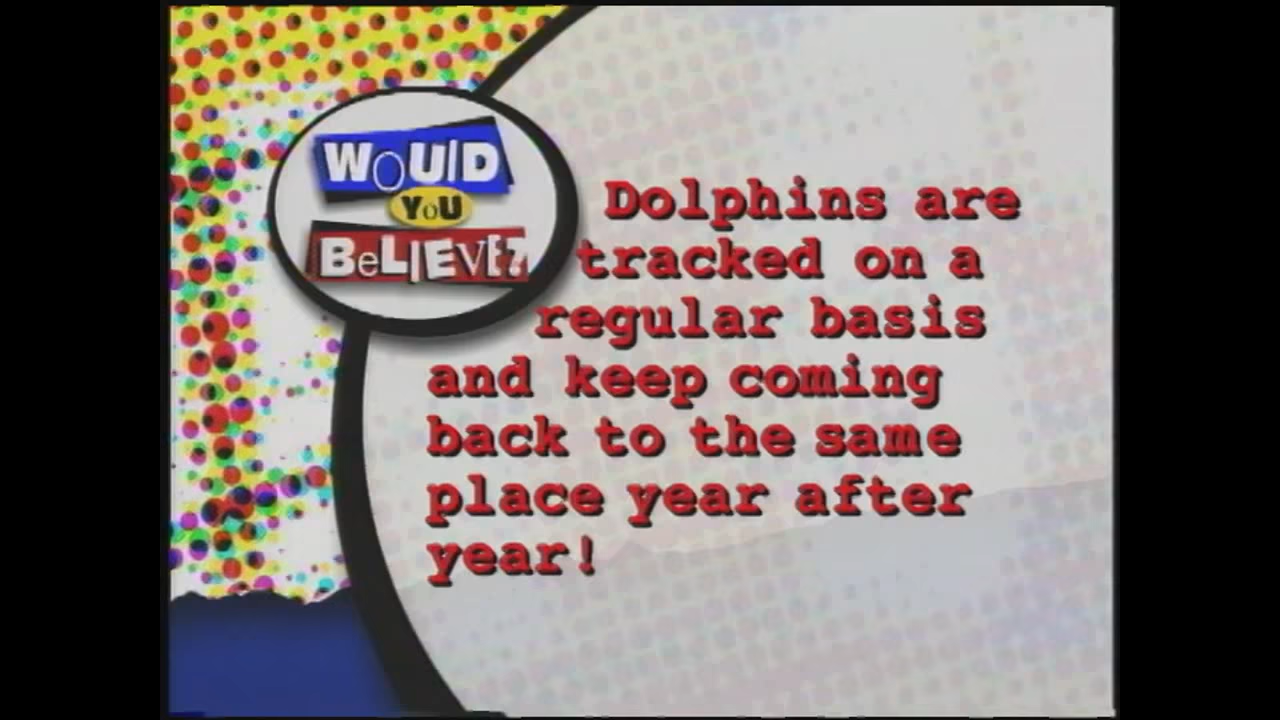 WOUlD
YoU
BeLIEVE?
Dolphins are
tracked on a
regular basis
and keep coming
back to the same
place year after
year!